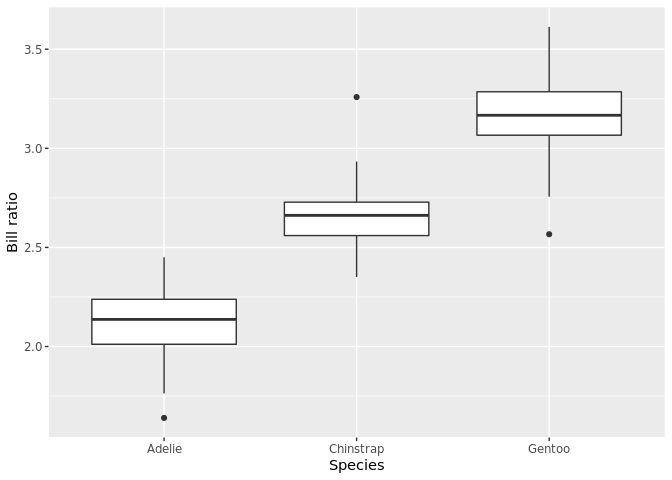 3.5
3.0
2.5
2.0
Bill ratio
Adelie
Chinstrap
Gentoo
Species